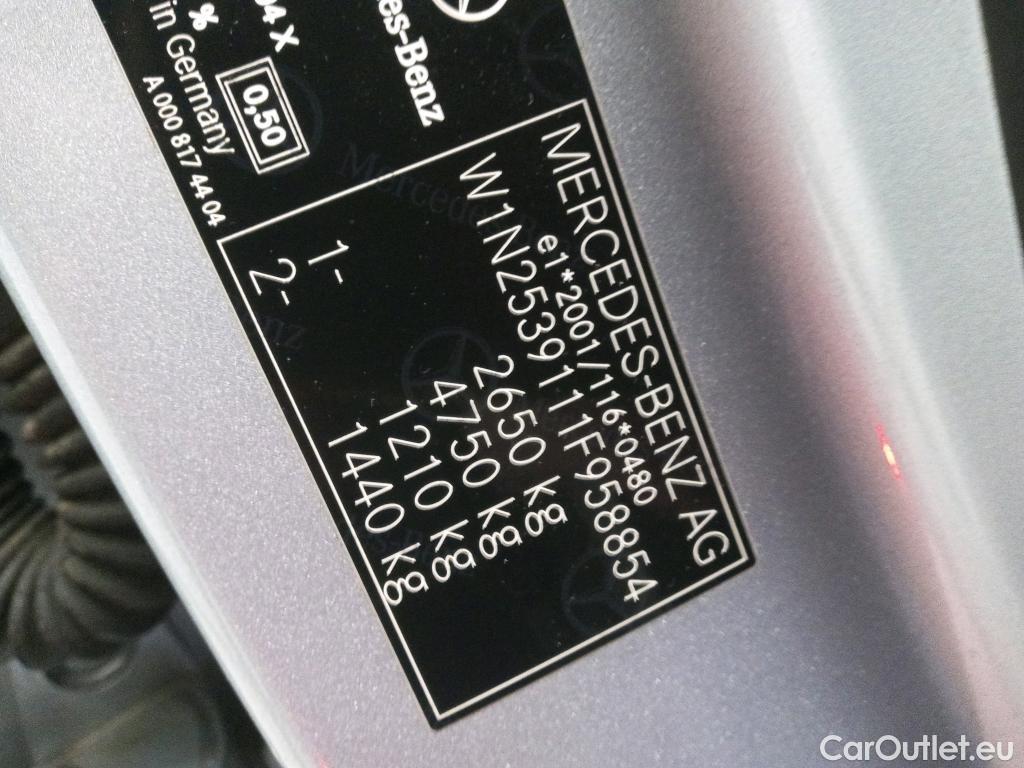 04 X
%
in Germany
A 000 817 44 04
0,50
es-Benz
MERCEDES-BENZ AG
e1*2001/116*0480
W1N2539111F958854
2650 kg
4750 kg
1- 1210 kg
2- 1440 kg
CarOutlet.eu